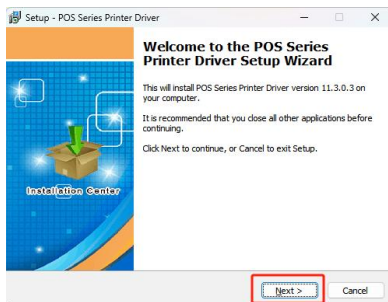 Setup - POS Series Printer Driver
Welcome to the POS Series
Printer Driver Setup Wizard
This will install POS Series Printer Driver version 11.3.0.3 on
your computer.
It is recommended that you close all other applications before
continuing.
Click Next to continue, or Cancel to exit Setup.
Installation Center
Next >
Cancel